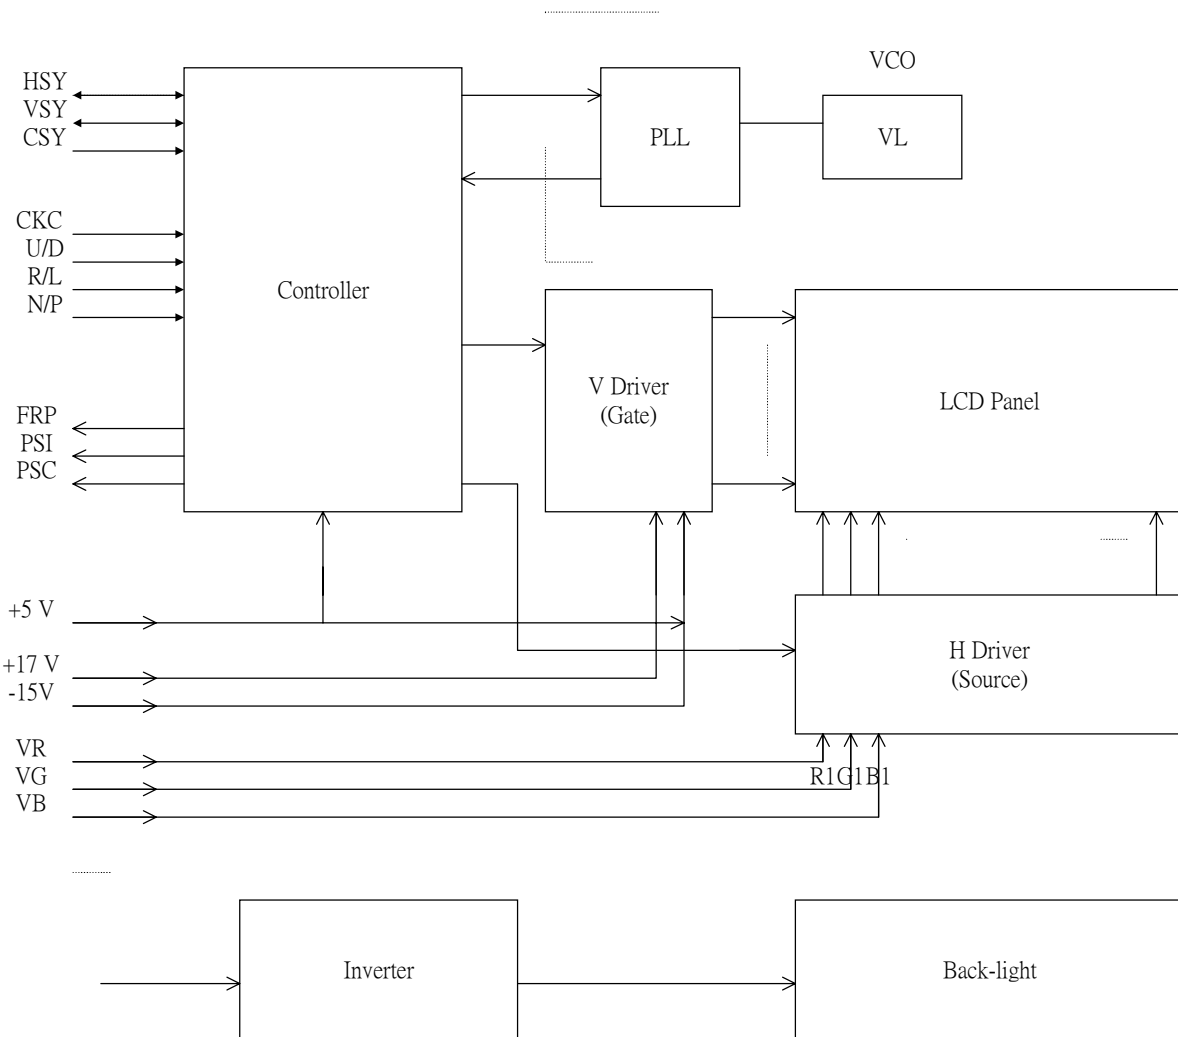 VCO
HSY
VSY
CSY
PLL
VL
CKC
U/D
R/L
N/P
Controller
V Driver
(Gate)
LCD Panel
FRP
PSI
PSC
+5 V
+17 V
-15V
H Driver
(Source)
VR
VG
VB
R1G1B1
Inverter
Back-light